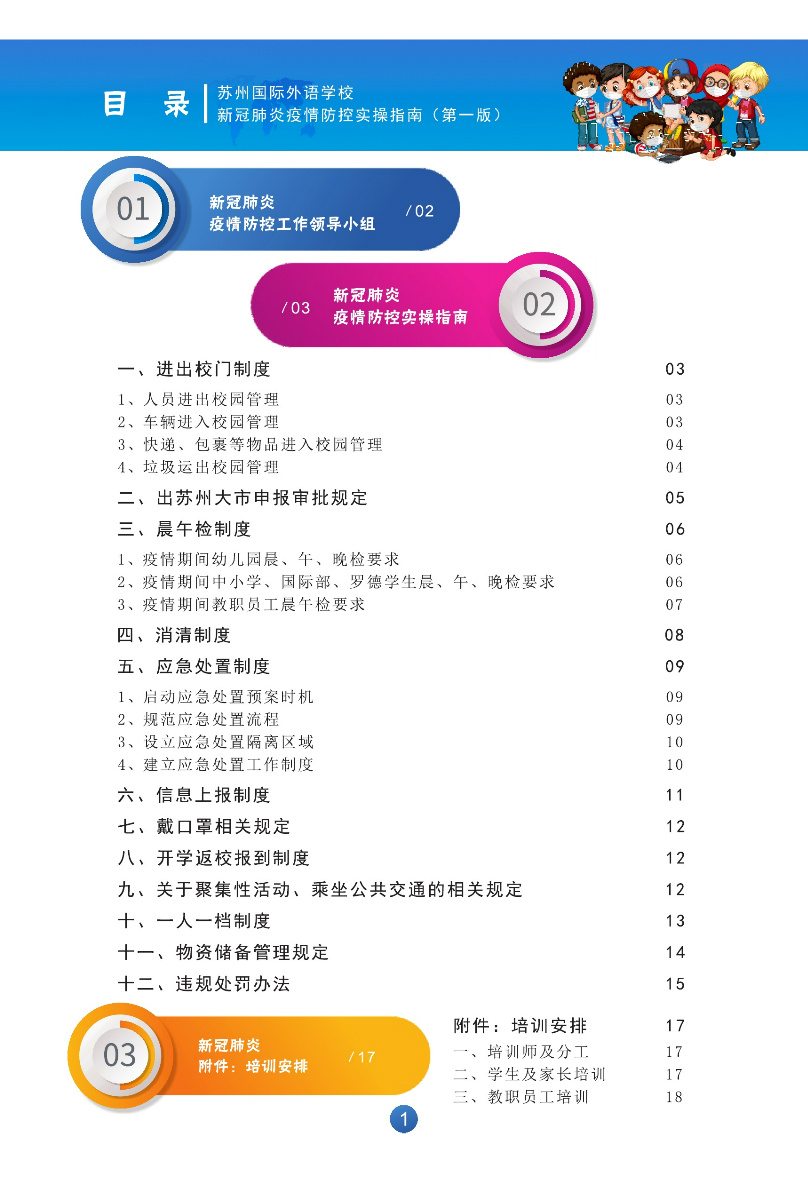 目 录
苏州国际外语学校
新冠肺炎疫情防控实操指南（第一版）
01
新冠肺炎
疫情防控工作领导小组
/02
/03
新冠肺炎
疫情防控实操指南
02
一、进出校门制度 03
1、人员进出校园管理 03
2、车辆进入校园管理 03
3、快递、包裹等物品进入校园管理 04
4、垃圾运出校园管理 04
二、出苏州大市申报审批规定 05
三、晨午检制度 06
1、疫情期间幼儿园晨、午、晚检要求 06
2、疫情期间中小学、国际部、罗德学生晨、午、晚检要求 06
3、疫情期间教职员工晨午检要求 07
四、消清制度 08
五、应急处置制度 09
1、启动应急处置预案时机 09
2、规范应急处置流程 09
3、设立应急处置隔离区域 10
4、建立应急处置工作制度 10
六、信息上报制度 11
七、戴口罩相关规定 12
八、开学返校报到制度 12
九、关于聚集性活动、乘坐公共交通的相关规定 12
十、一人一档制度 13
十一、物资储备管理规定 14
十二、违规处罚办法 15
03
新冠肺炎
附件：培训安排
/17
附件：培训安排 17
一、培训师及分工 17
二、学生及家长培训 17
三、教职员工培训 18
1